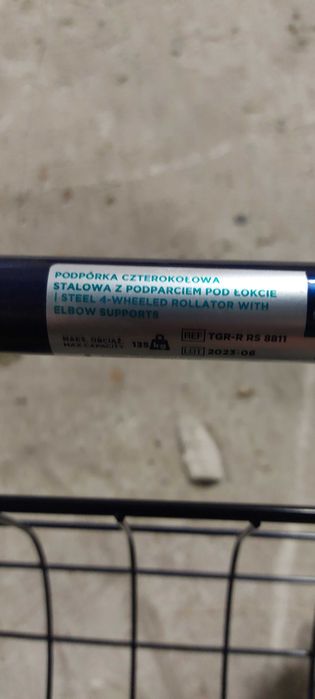 PODPÓRKA CZTEROKOŁOWA
STALOWA Z PODPARCIEM POD ŁOKCIE
| STEEL 4-WHEELED ROLLATOR WITH
ELBOW SUPPORTS
MAKS. OBCIĄŻ.
MAX CAPACITY 135 kg
REF TGR-R RS 8811
LOT 2023-06